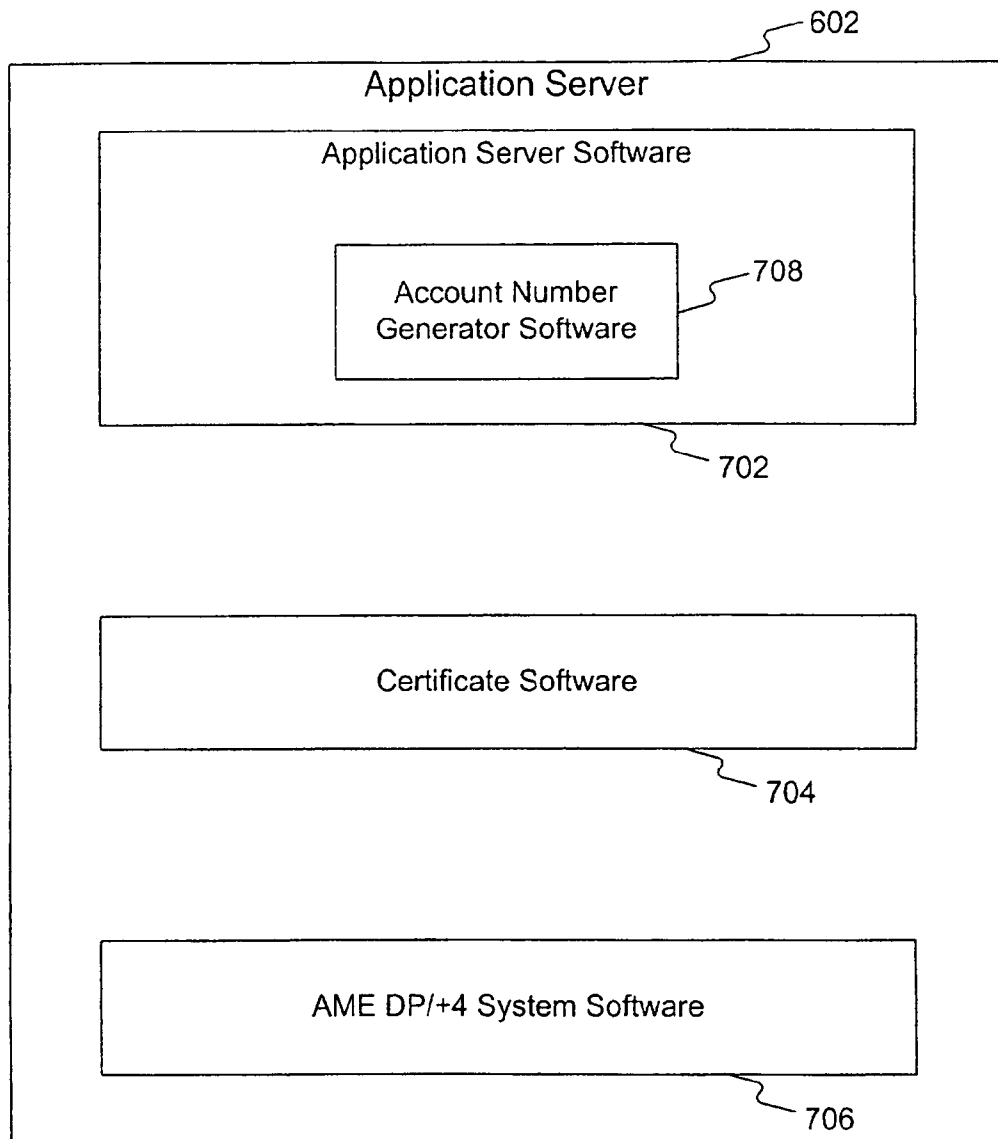 602
Application Server
Application Server Software
Account Number
Generator Software
708
702
Certificate Software
704
AME DP/+4 System Software
706